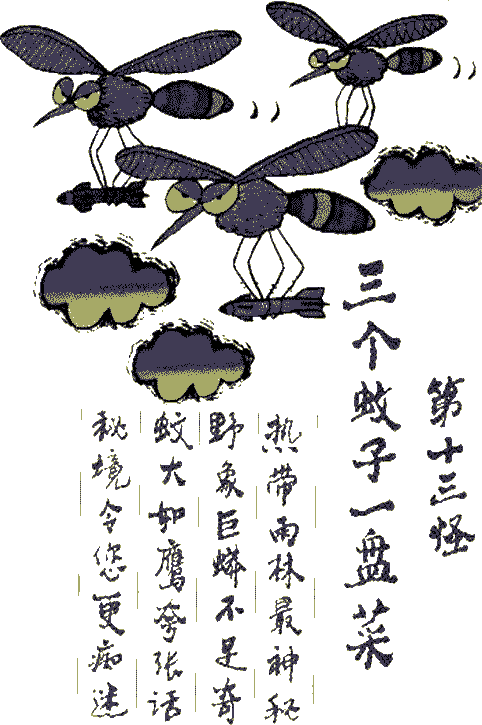 第十三怪
三个蚊子一盘菜
热带雨林最神秘
野象巨蟒不足奇
蚊大如鹰夸张话
秘境令您更痴迷